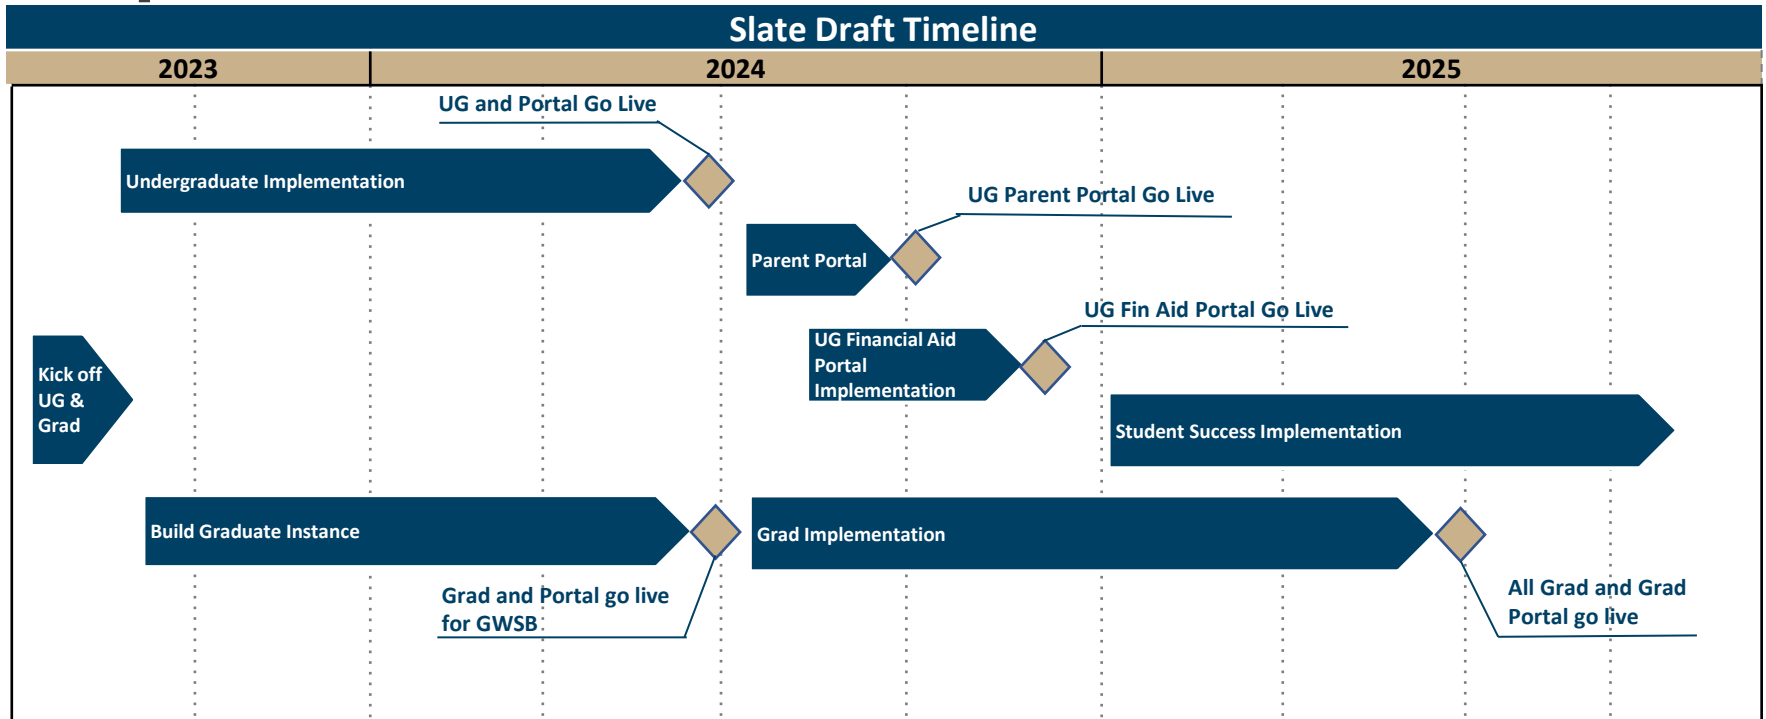 Slate Draft Timeline
2023
2024
2025
UG and Portal Go Live
Undergraduate Implementation
UG Parent Portal Go Live
Parent Portal
UG Fin Aid Portal Go Live
UG Financial Aid
Portal
Implementation
Kick off
UG &
Grad
Student Success Implementation
Build Graduate Instance
Grad Implementation
Grad and Portal go live
for GWSB
All Grad and Grad
Portal go live